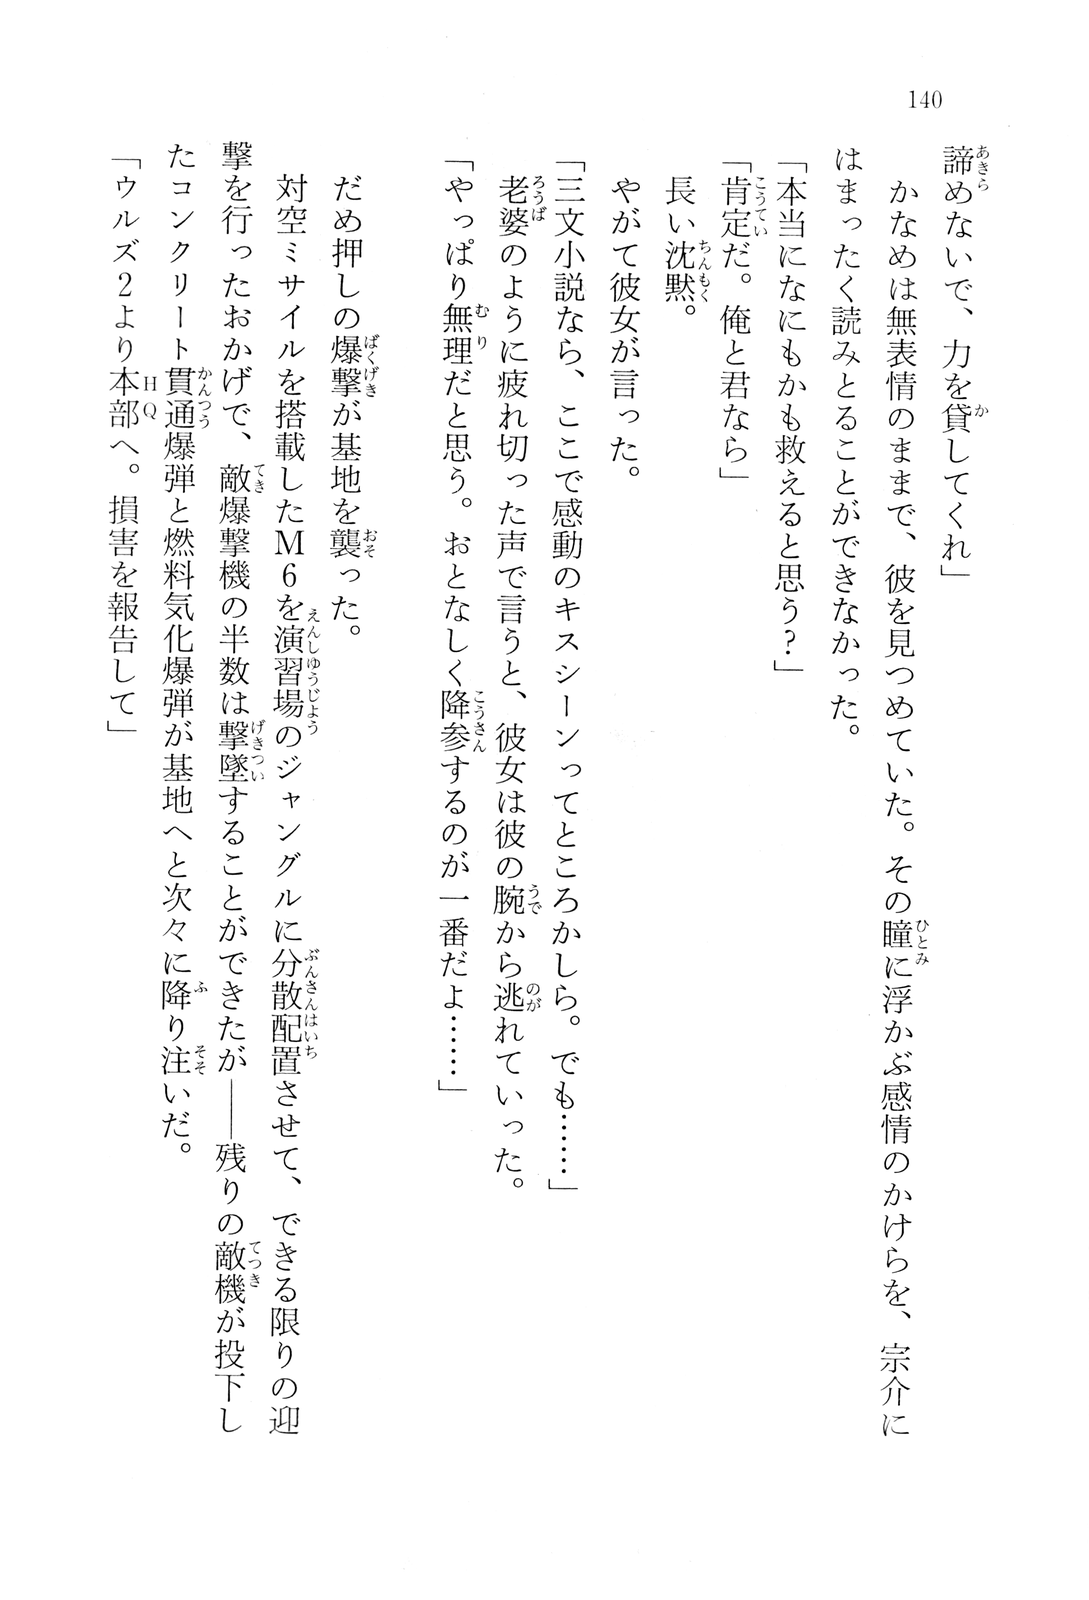 140
諦めないで、力を貸してくれ」
　かなめは無表情のままで、彼を見つめていた。その瞳に浮かぶ感情のかけらを、宗介に
はまったく読みとることができなかった。
「本当になにもかも救えると思う？」
「肯定だ。俺と君なら」
　長い沈黙。
　やがて彼女が言った。
「三文小説なら、ここで感動のキスシーンってところかしら。でも……」
　老婆のように疲れ切った声で言うと、彼女は彼の腕から逃れていった。
「やっぱり無理だと思う。おとなしく降参するのが一番だよ……」
　だめ押しの爆撃が基地を襲った。
　対空ミサイルを搭載したM6を演習場のジャングルに分散配置させて、できる限りの迎
撃を行ったおかげで、敵爆撃機の半数は撃墜することができたが――残りの敵機が投下し
たコンクリート貫通爆弾と燃料気化爆弾が基地へと次々に降り注いだ。
「ウルズ2より本部へ。損害を報告して」